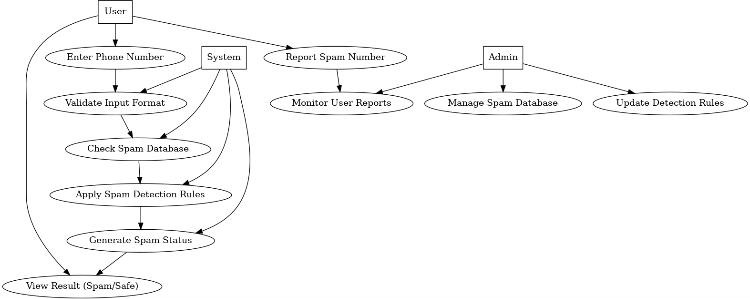 User
Enter Phone Number
System
Report Spam Number
Admin
Validate Input Format
Monitor User Reports
Manage Spam Database
Update Detection Rules
Check Spam Database
Apply Spam Detection Rules
Generate Spam Status
View Result (Spam/Safe)